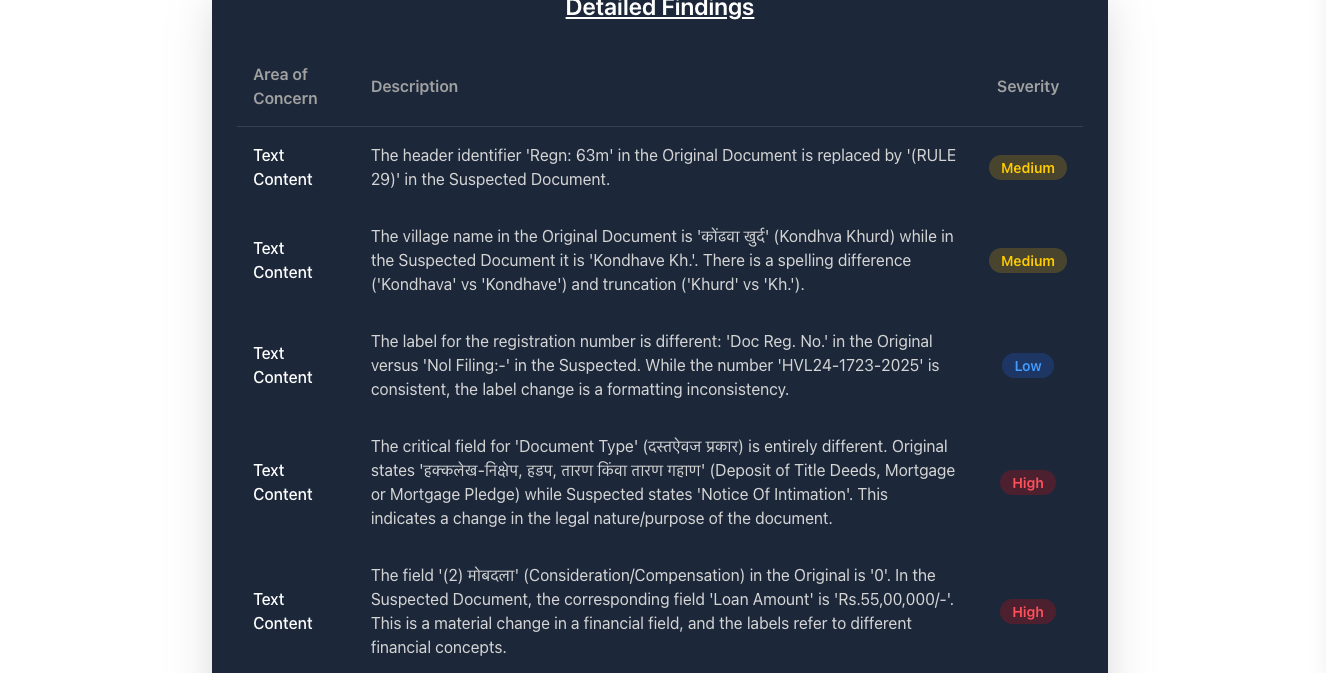 Detailed Findings
Area of
Concern
Description
Severity
Text
Content
The header identifier 'Regn: 63m' in the Original Document is replaced by '(RULE
29)' in the Suspected Document.
Medium
Text
Content
The village name in the Original Document is 'कोंढवा खुर्द' (Kondhva Khurd) while in
the Suspected Document it is 'Kondhave Kh.'. There is a spelling difference
('Kondhava' vs 'Kondhave') and truncation ('Khurd' vs 'Kh.').
Medium
Text
Content
The label for the registration number is different: 'Doc Reg. No.' in the Original
versus 'Nol Filing:-' in the Suspected. While the number 'HVL24-1723-2025' is
consistent, the label change is a formatting inconsistency.
Low
Text
Content
The critical field for 'Document Type' (दस्तऐवज प्रकार) is entirely different. Original
states 'हक्कलेख-निक्षेप, हडप, तारण किंवा तारण गहाण' (Deposit of Title Deeds, Mortgage
or Mortgage Pledge) while Suspected states 'Notice Of Intimation'. This
indicates a change in the legal nature/purpose of the document.
High
Text
Content
The field '(2) मोबदला' (Consideration/Compensation) in the Original is '0'. In the
Suspected Document, the corresponding field 'Loan Amount' is 'Rs.55,00,000/-'.
This is a material change in a financial field, and the labels refer to different
financial concepts.
High